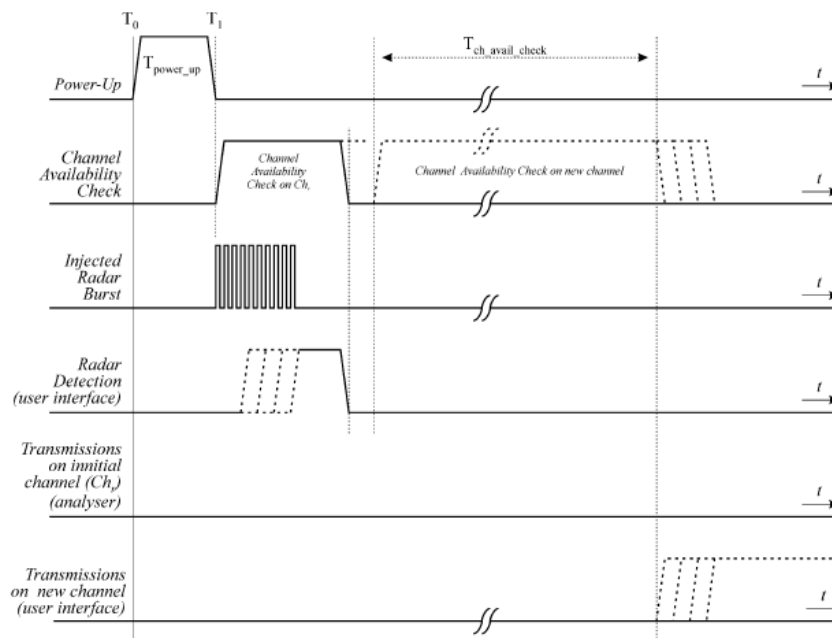 T0 T1
Tch_avail_check
Tpower_up
t
Power-Up
Channel
Availability
Check
Channel
Availability
Check on Chr
Channel Availability Check on new channel
t
Injected
Radar
Burst
t
Radar
Detection
(user interface)
t
Transmissions
on innitial
channel (Chr)
(analyser)
t
Transmissions
on new channel
(user interface)
t